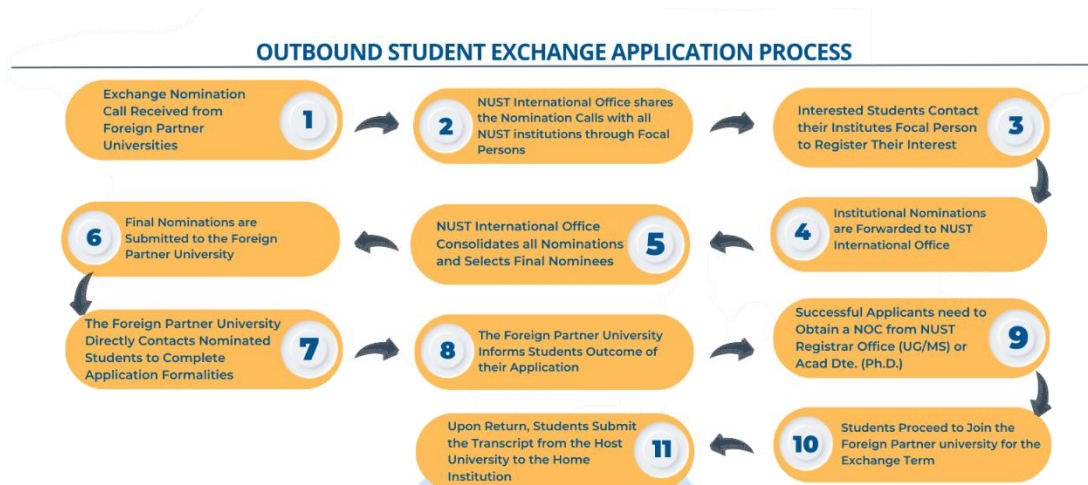 OUTBOUND STUDENT EXCHANGE APPLICATION PROCESS
Exchange Nomination
Call Received from
Foreign Partner
Universities
1
2
NUST International Office shares
the Nomination Calls with all
NUST institutions through Focal
Persons
Interested Students Contact
their Institutes Focal Person
to Register Their Interest
3
4
Institutional Nominations
are Forwarded to NUST
International Office
NUST International Office
Consolidates all Nominations
and Selects Final Nominees
5
6
Final Nominations are
Submitted to the Foreign
Partner University
The Foreign Partner University
Directly Contacts Nominated
Students to Complete
Application Formalities
7
8
The Foreign Partner University
Informs Students Outcome of
their Application
Successful Applicants need to
Obtain a NOC from NUST
Registrar Office (UG/MS) or
Acad Dte. (Ph.D.)
9
10
Students Proceed to Join the
Foreign Partner university for the
Exchange Term
Upon Return, Students Submit
the Transcript from the Host
University to the Home
Institution
11